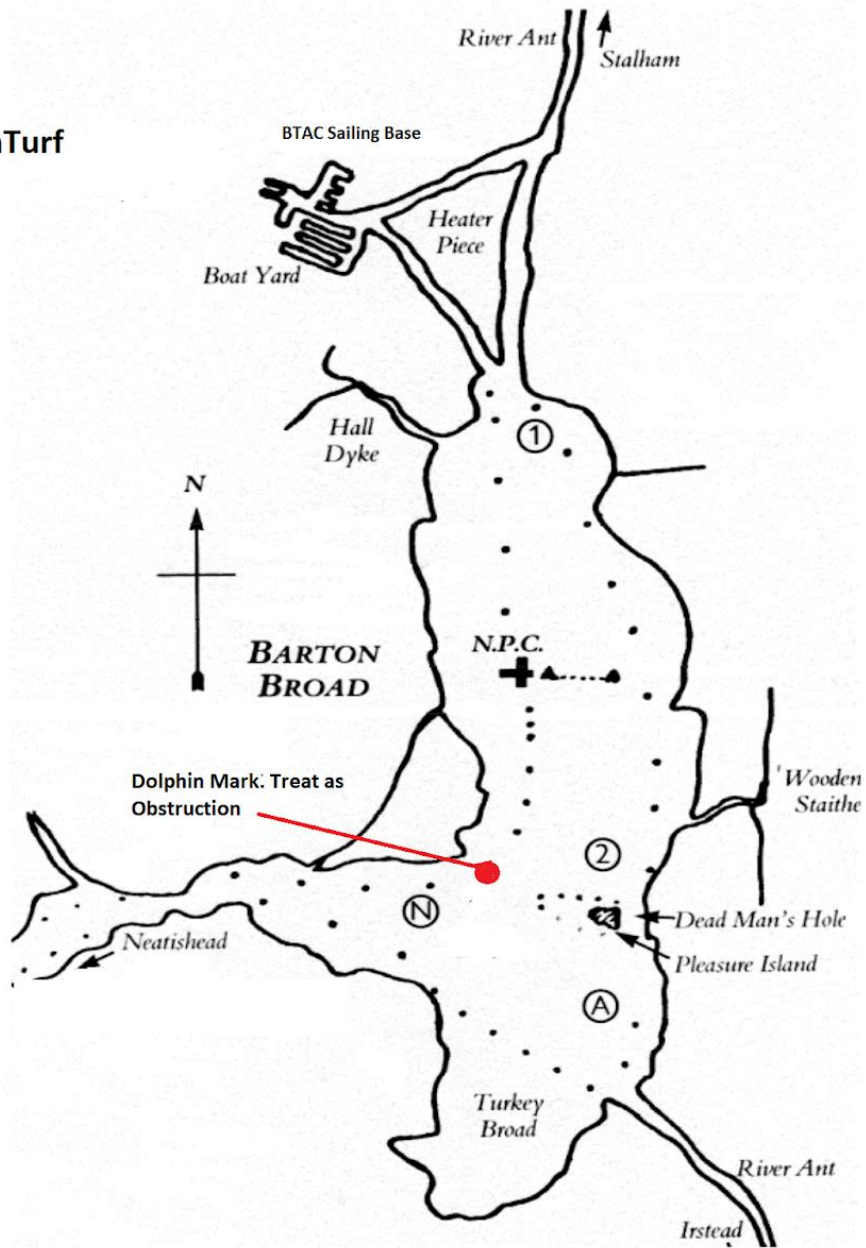 River Ant
Stalham
Turf
BTAC Sailing Base
Heater
Piece
Boat Yard
Hall
Dyke
1
N
N.P.C.
BARTON
BROAD
Dolphin Mark. Treat as
Obstruction
Wooden
Staithe
2
N
Dead Man's Hole
Neatishead
Pleasure Island
A
Turkey
Broad
River Ant
Irstead